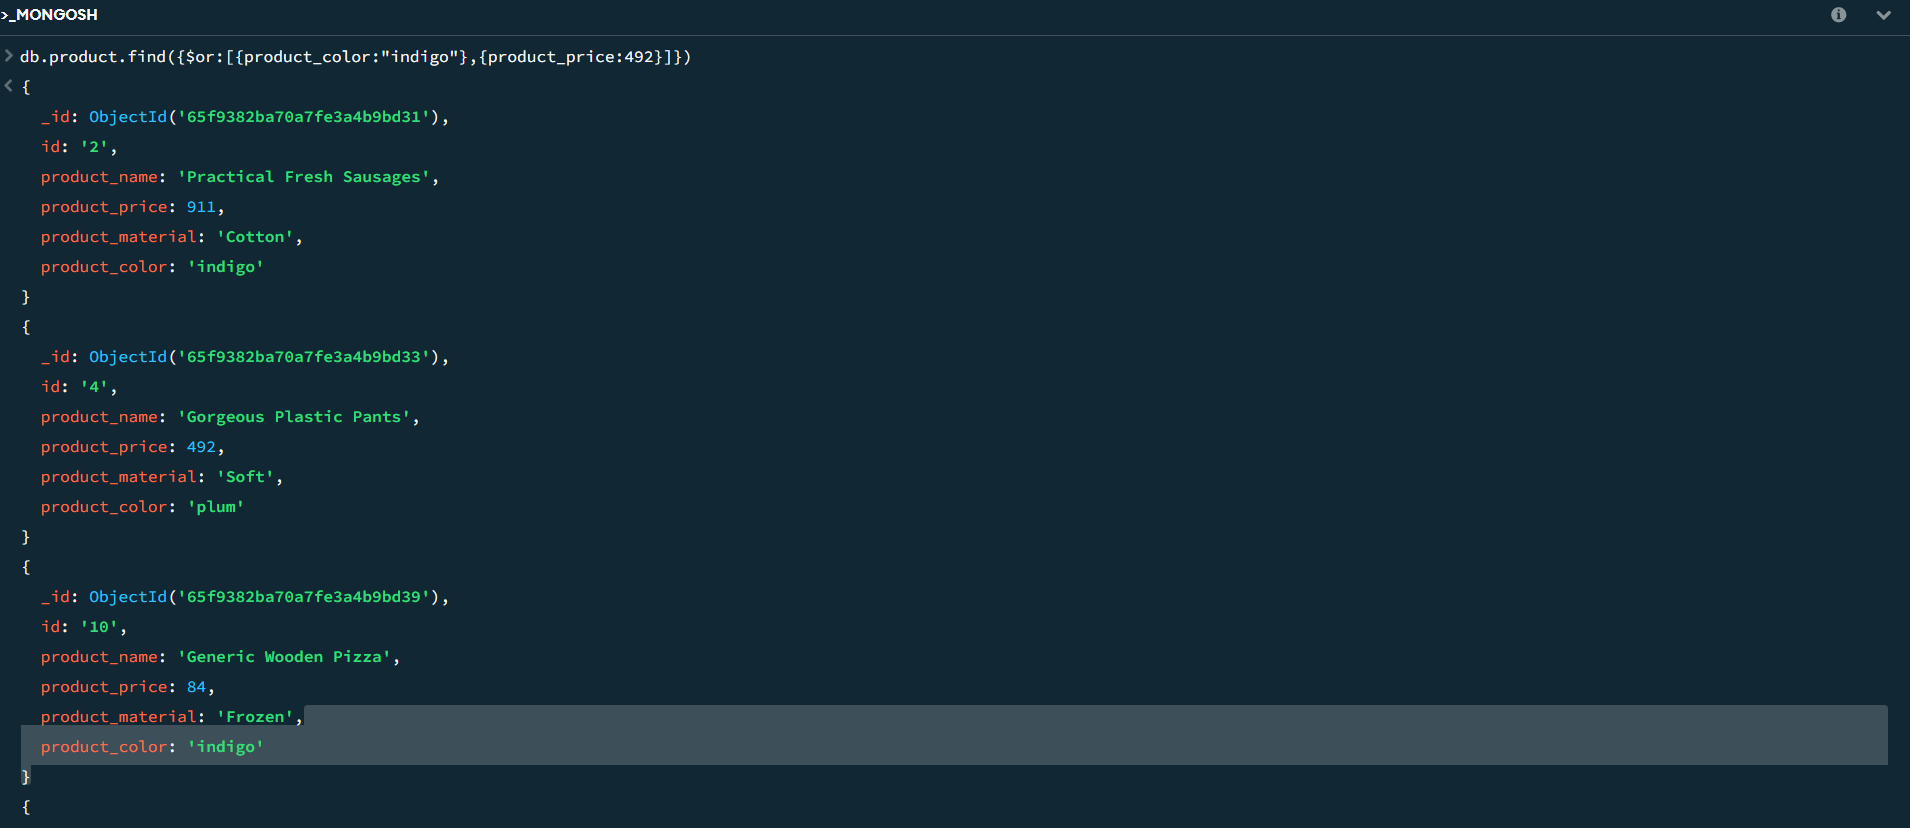 >_MONGOSH
> db.product.find({$or:[{product_color:"indigo"},{product_price:492}]})
< {
_id: ObjectId('65f9382ba70a7fe3a4b9bd31'),
id: '2',
product_name: 'Practical Fresh Sausages',
product_price: 911,
product_material: 'Cotton',
product_color: 'indigo'
}
{
_id: ObjectId('65f9382ba70a7fe3a4b9bd33'),
id: '4',
product_name: 'Gorgeous Plastic Pants',
product_price: 492,
product_material: 'Soft',
product_color: 'plum'
}
{
_id: ObjectId('65f9382ba70a7fe3a4b9bd39'),
id: '10',
product_name: 'Generic Wooden Pizza',
product_price: 84,
product_material: 'Frozen',
product_color: 'indigo'
}
{